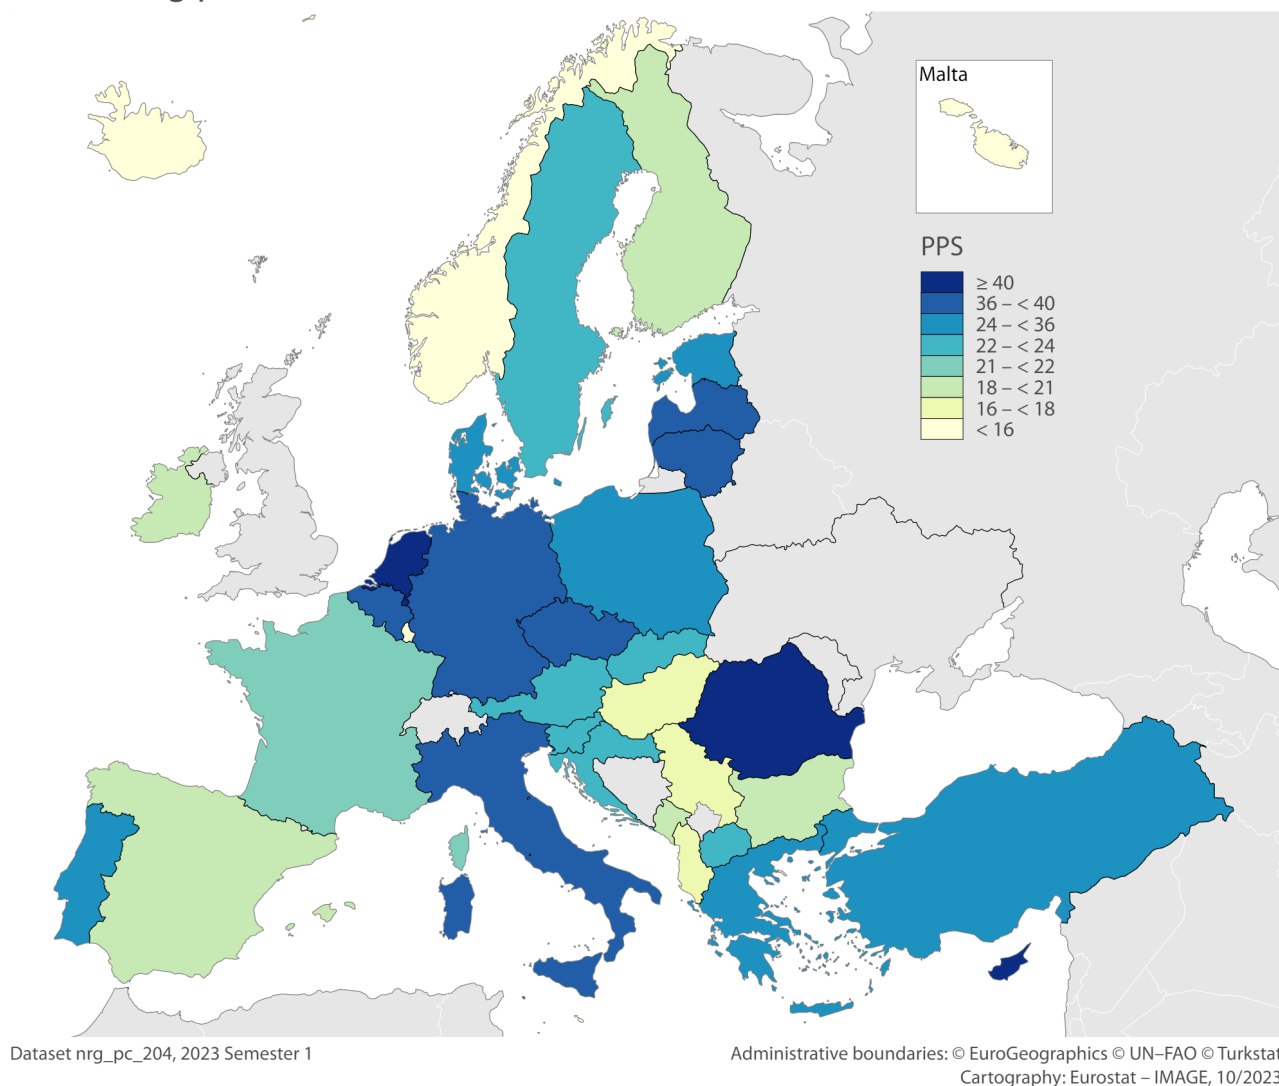 Malta
PPS
≥ 40
36 – < 40
24 – < 36
22 – < 24
21 – < 22
18 – < 21
16 – < 18
< 16
Dataset nrg_pc_204, 2023 Semester 1
Administrative boundaries: © EuroGeographics © UN–FAO © Turkstat
Cartography: Eurostat – IMAGE, 10/2023